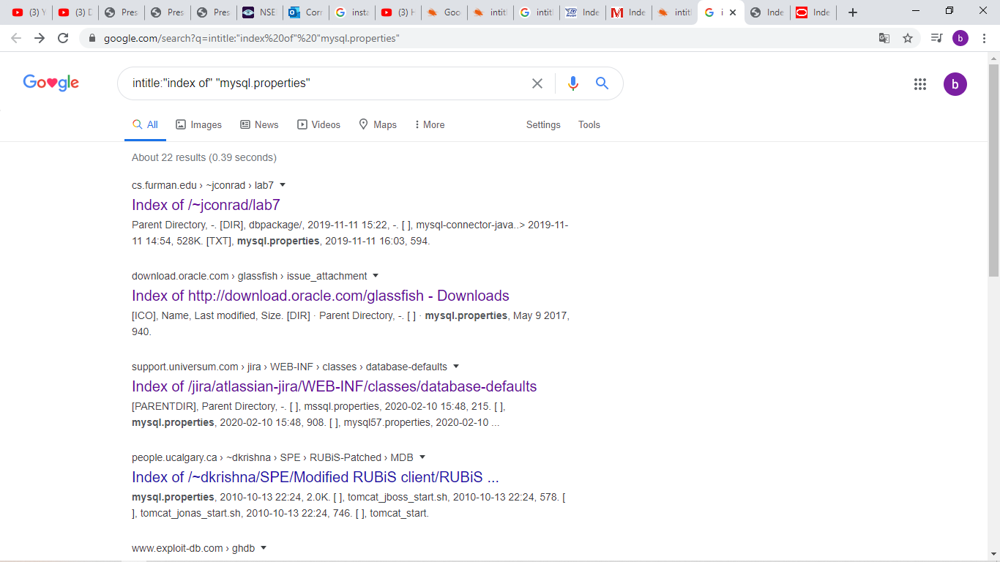 (3) Y
(3) D
Pres
Pres
Pres
NSE
Corr
insta
(3) H
Goo
intitl
intitl
Inde
Inde
intitl
i
Inde
Inde
google.com/search?q=intitle:"index%20of"%20"mysql.properties"
b
Google
intitle:"index of" "mysql.properties"
b
All
Images
News
Videos
Maps
More
Settings
Tools
About 22 results (0.39 seconds)
cs.furman.edu › ~jconrad › lab7
Index of /~jconrad/lab7
Parent Directory, -. [DIR], dbpackage/, 2019-11-11 15:22, -. [ ], mysql-connector-java..> 2019-11-
11 14:54, 528K. [TXT], mysql.properties, 2019-11-11 16:03, 594.
download.oracle.com › glassfish › issue_attachment
Index of http://download.oracle.com/glassfish - Downloads
[ICO], Name, Last modified, Size. [DIR] · Parent Directory, -. [ ] · mysql.properties, May 9 2017,
940.
support.universum.com › jira › WEB-INF › classes › database-defaults
Index of /jira/atlassian-jira/WEB-INF/classes/database-defaults
[PARENTDIR], Parent Directory, -. [ ], mssql.properties, 2020-02-10 15:48, 215. [ ],
mysql.properties, 2020-02-10 15:48, 908. [ ], mysql57.properties, 2020-02-10 ...
people.ucalgary.ca › ~dkrishna › SPE › RUBiS-Patched › MDB
Index of /~dkrishna/SPE/Modified RUBiS client/RUBiS ...
mysql.properties, 2010-10-13 22:24, 2.0K. [ ], tomcat_jboss_start.sh, 2010-10-13 22:24, 578. [
], tomcat_jonas_start.sh, 2010-10-13 22:24, 746. [ ], tomcat_start.
www.exploit-db.com › ghdb